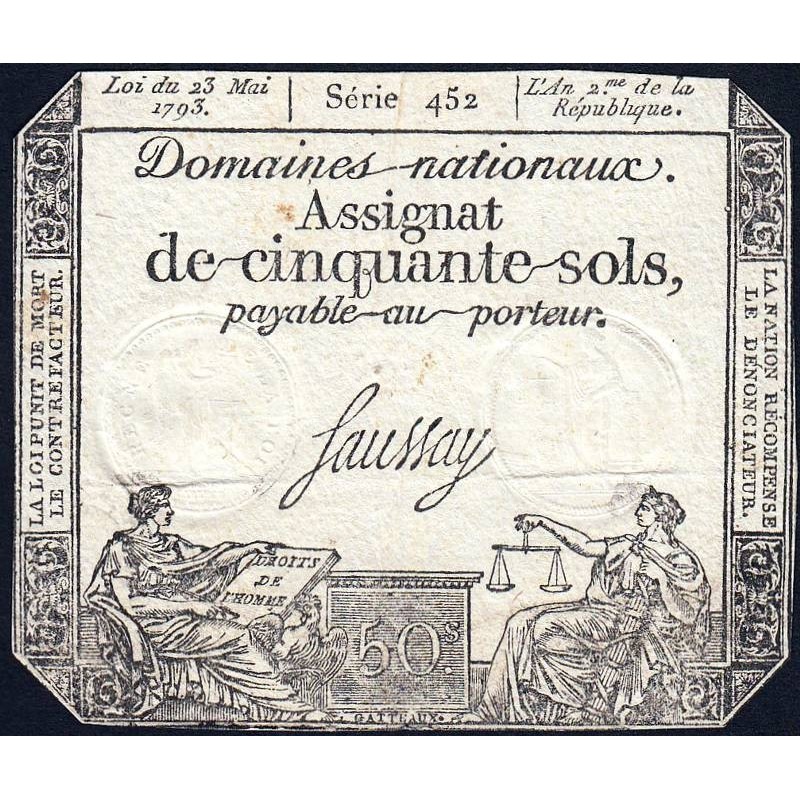 Loi du 23 Mai
1793.
Série 452
L'An 2.me de la
République.
Domaines nationaux.
Assignat
de cinquante sols,
payable au porteur.
LA LOI PUNIT DE MORT
LE CONTREFACTEUR.
LA NATION RÉCOMPENSE
LE DÉNONCIATEUR.
Saussay
DROITS
DE
L'HOMME
50.s
GATTEAUX.